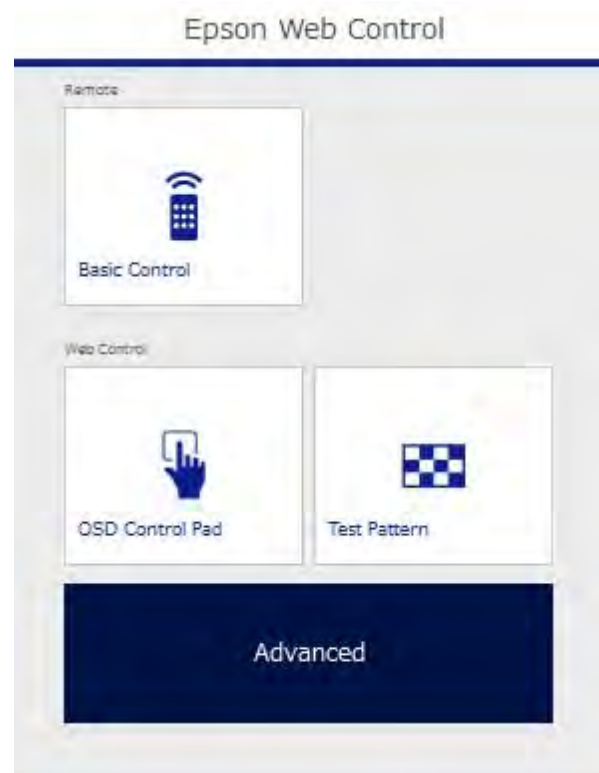 Epson Web Control
Remote
Basic Control
Web Control
OSD Control Pad
Test Pattern
Advanced